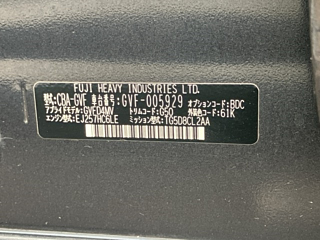 FUJI HEAVY INDUSTRIES LTD.
型式 CBA-GVF 車台番号 GVF-005929 オプションコード: BDC
アプライドモデル: GVFD4MV トリムコード: G50 外装色コード: 61K
エンジン型式: EJ257HC6LE ミッション型式: TG5D8CL2AA